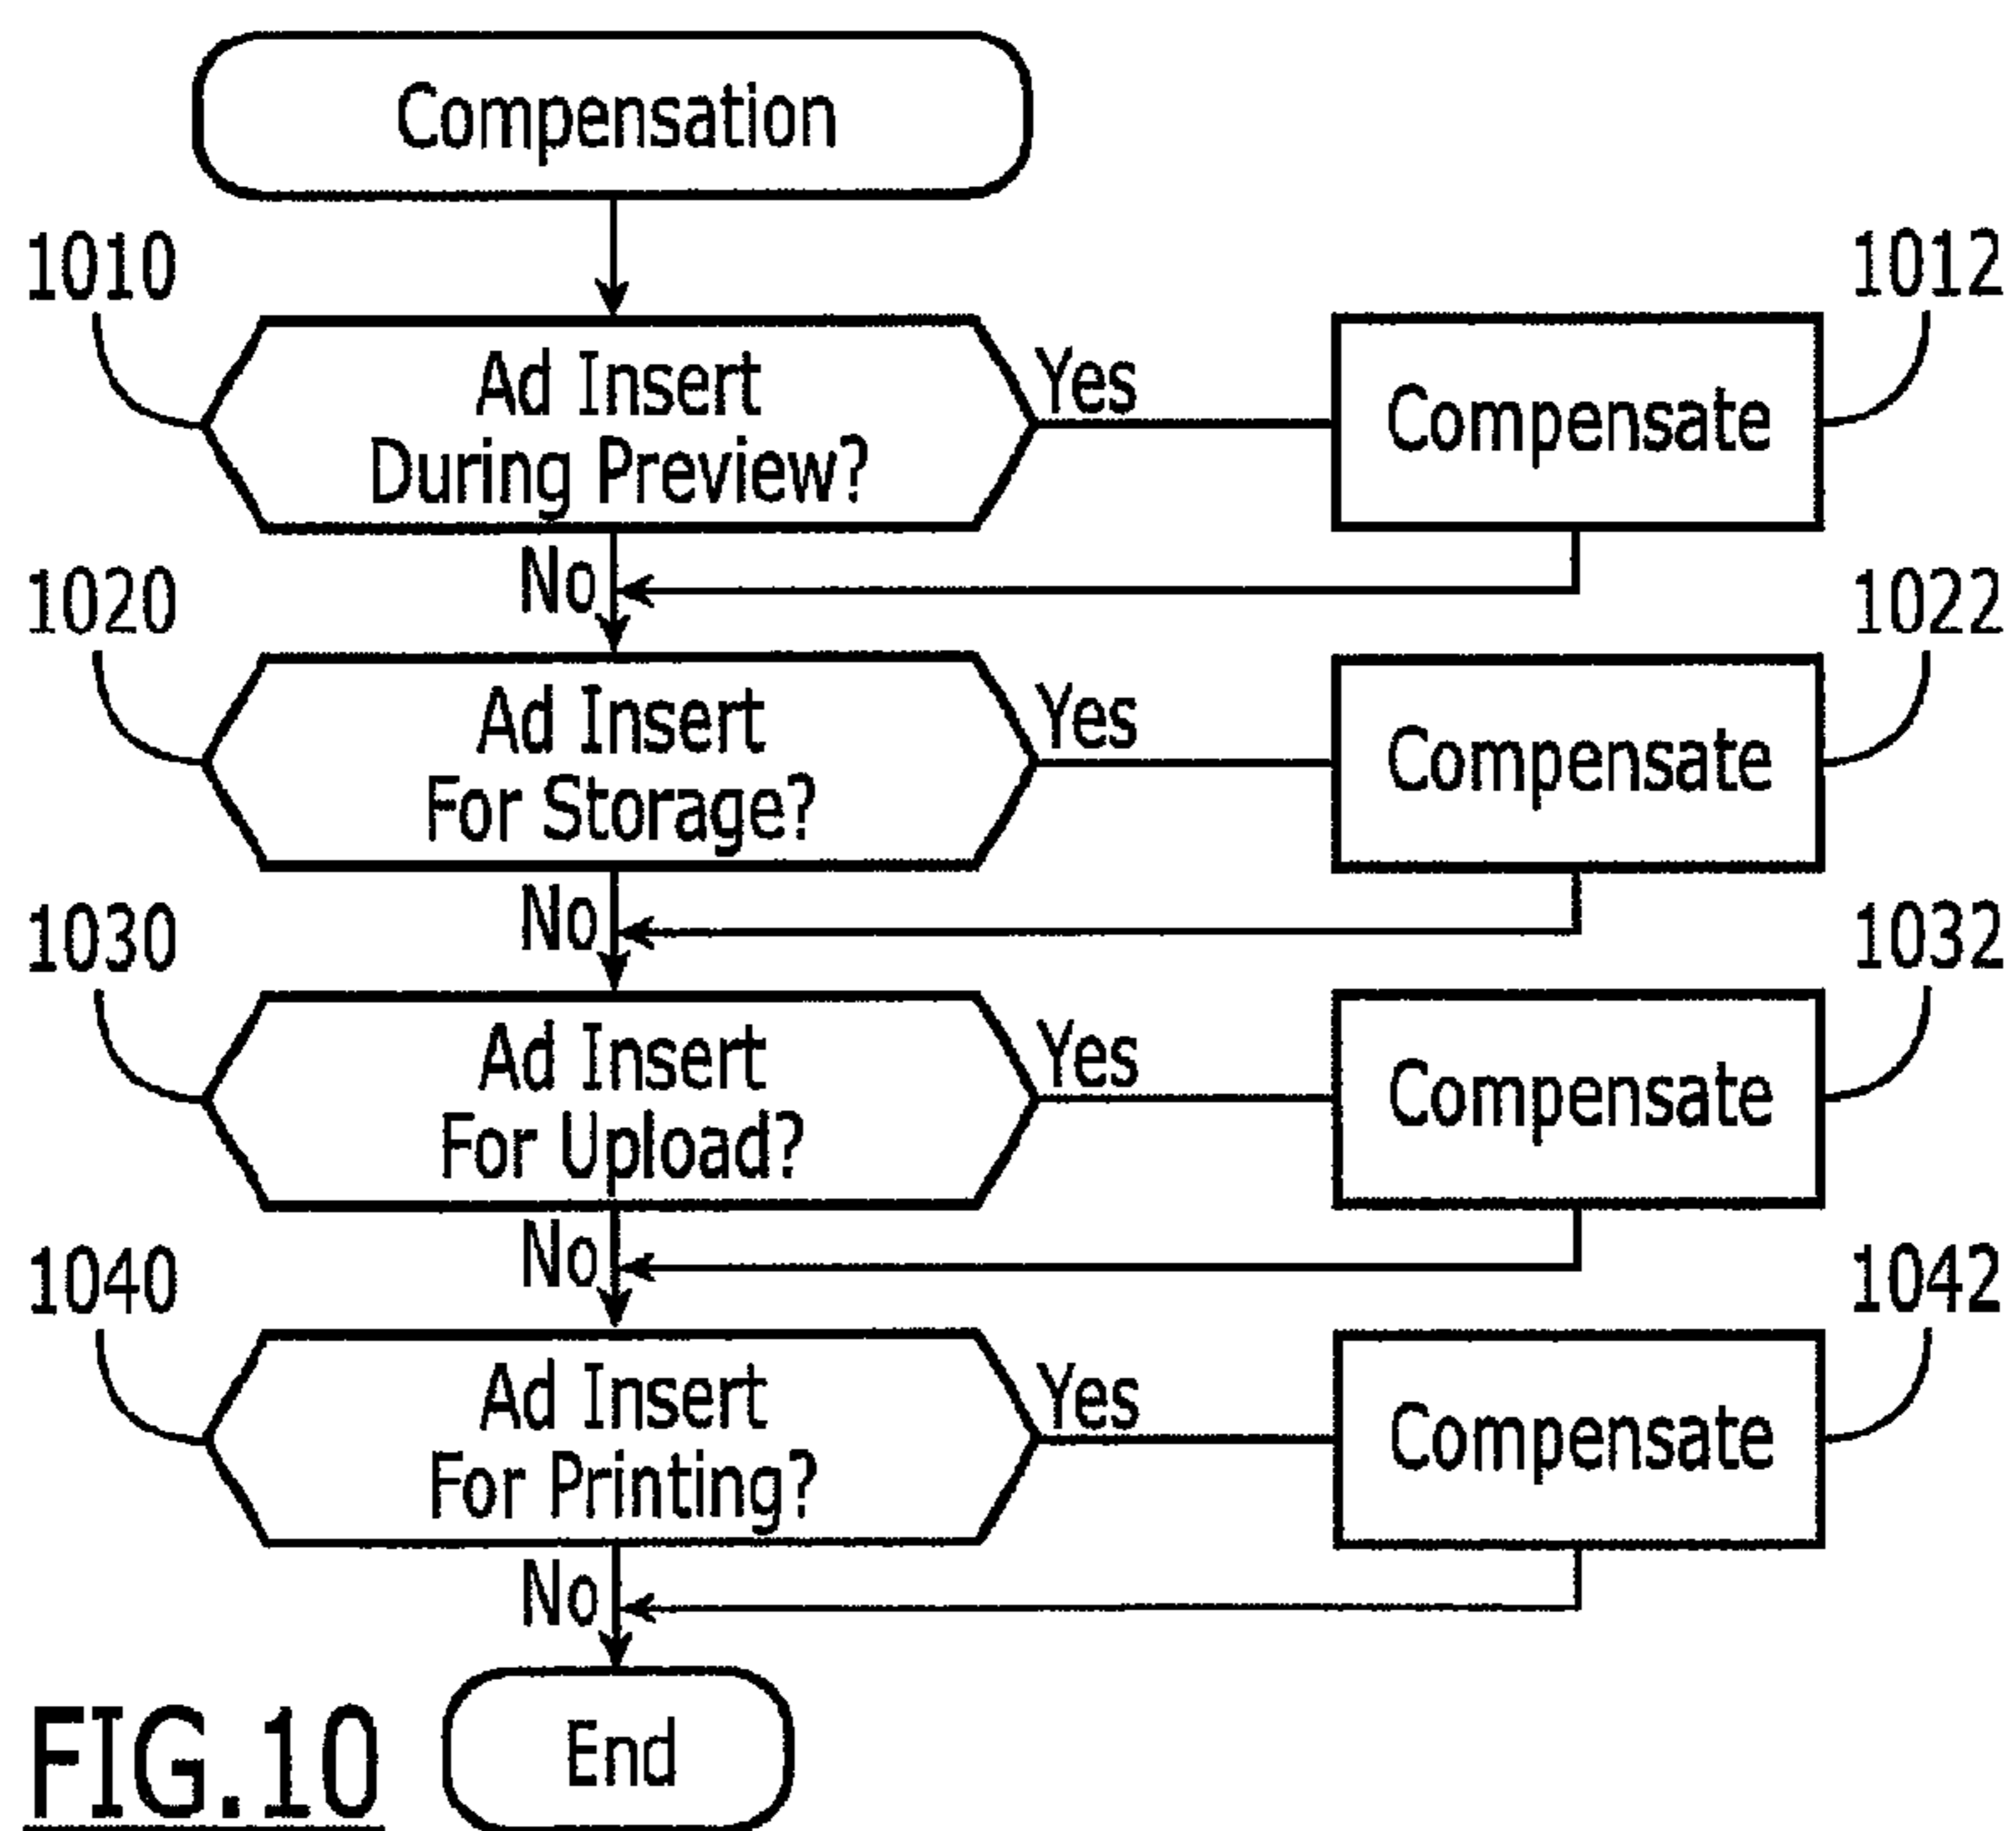 Compensation
1010
1012
Ad Insert
During Preview?
Yes
Compensate
No
1020
1022
Ad Insert
For Storage?
Yes
Compensate
No
1030
1032
Ad Insert
For Upload?
Yes
Compensate
No
1040
1042
Ad Insert
For Printing?
Yes
Compensate
No
End
FIG.10